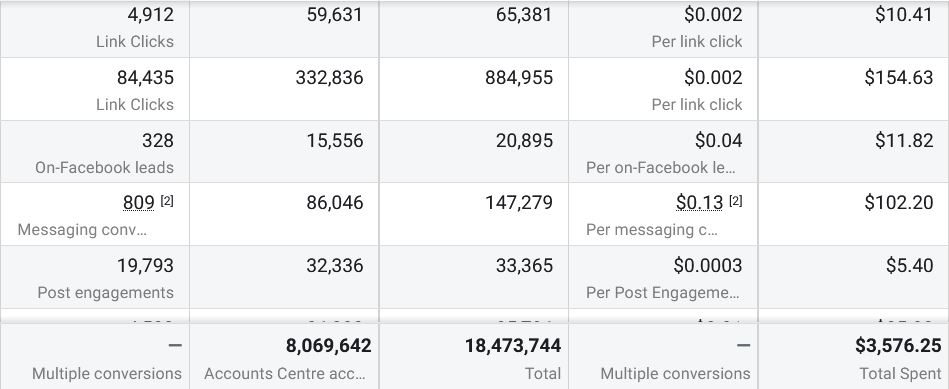 4,912 59,631 65,381 $0.002 $10.41
Link Clicks Per link click
84,435 332,836 884,955 $0.002 $154.63
Link Clicks Per link click
328 15,556 20,895 $0.04 $11.82
On-Facebook leads Per on-Facebook le...
809 [2] 86,046 147,279 $0.13 [2] $102.20
Messaging conv... Per messaging c...
19,793 32,336 33,365 $0.0003 $5.40
Post engagements Per Post Engageme...
— 8,069,642 18,473,744 — $3,576.25
Multiple conversions Accounts Centre acc... Total Multiple conversions Total Spent